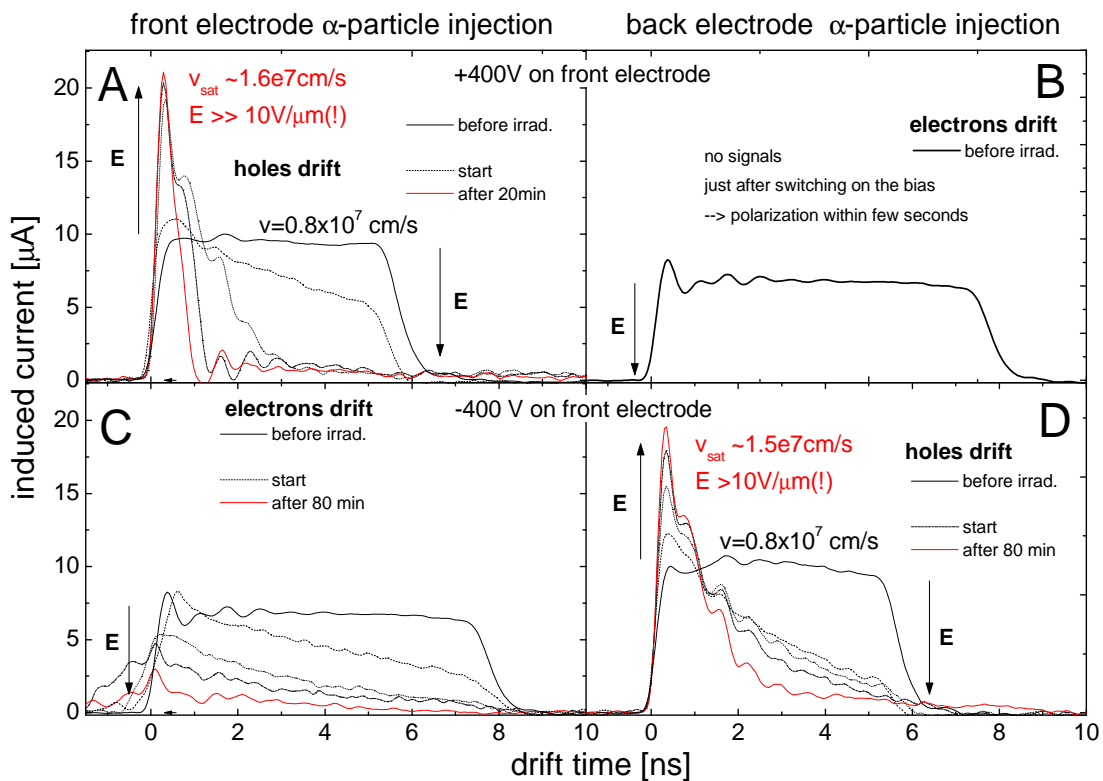 front electrode α-particle injection
back electrode α-particle injection
A
v_sat ~1.6e7cm/s
E >> 10V/μm(!)
+400V on front electrode
before irrad.
E
holes drift
start
after 20min
v=0.8x10^7 cm/s
E
B
electrons drift
before irrad.
no signals
just after switching on the bias
--> polarization within few seconds
E
20
15
10
5
0
induced current [μA]
C
electrons drift
before irrad.
start
after 80 min
-400 V on front electrode
E
D
v_sat ~1.5e7cm/s
E >10V/μm(!)
holes drift
before irrad.
E
start
after 80 min
v=0.8x10^7 cm/s
E
20
15
10
5
0
0 2 4 6 8 10
0 2 4 6 8 10
drift time [ns]